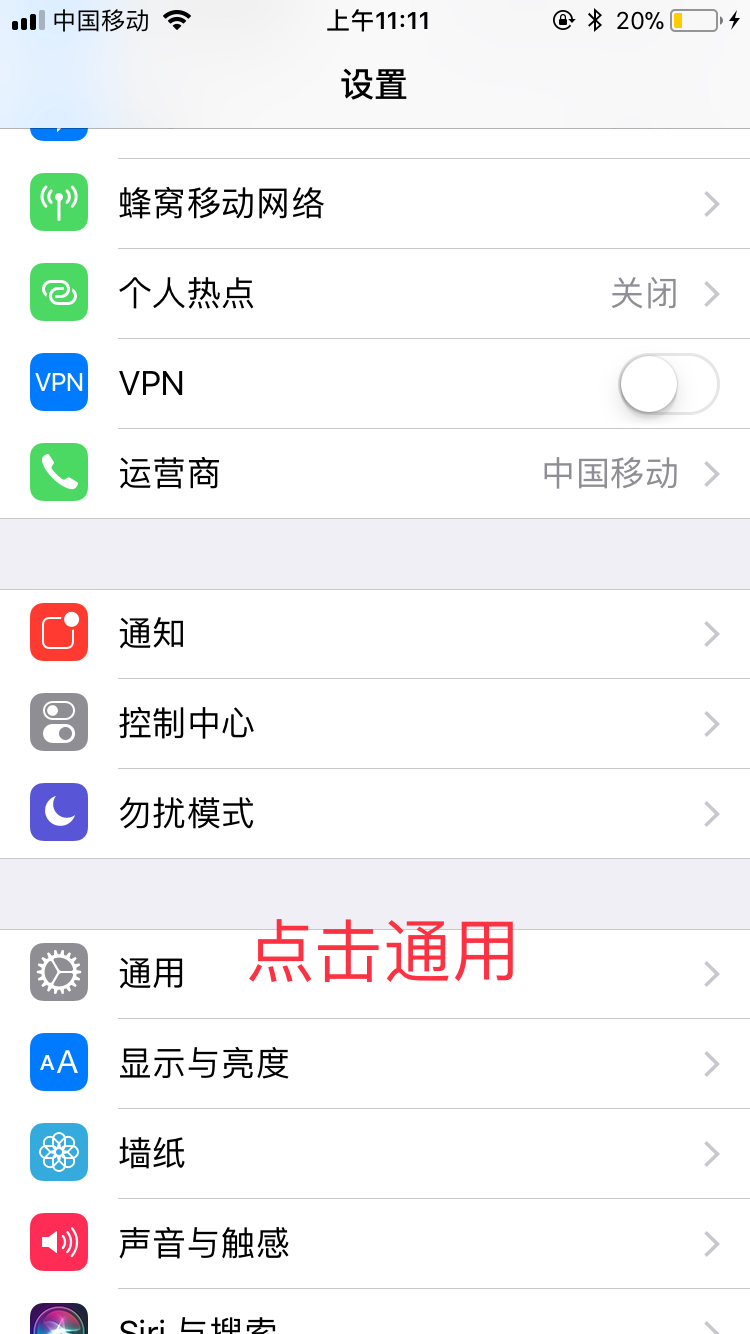 中国移动 上午11:11 20%
设置
蜂窝移动网络
个人热点 关闭
VPN VPN
运营商 中国移动
通知
控制中心
勿扰模式
点击通用
通用
AA 显示与亮度
墙纸
声音与触感
Siri 与搜索